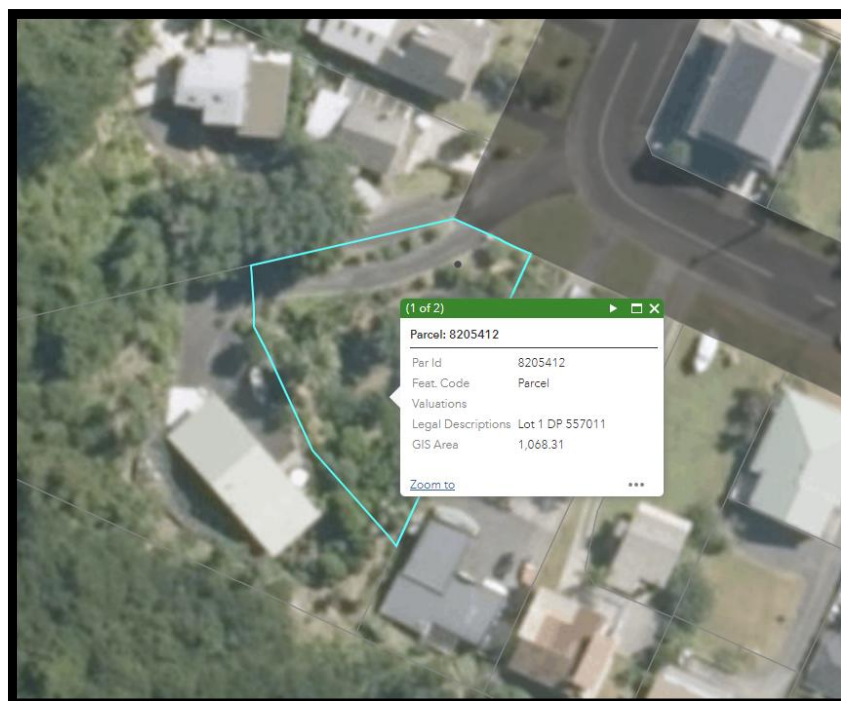 (1 of 2)
Parcel: 8205412
Par Id 8205412
Feat. Code Parcel
Valuations
Legal Descriptions Lot 1 DP 557011
GIS Area 1,068.31
Zoom to